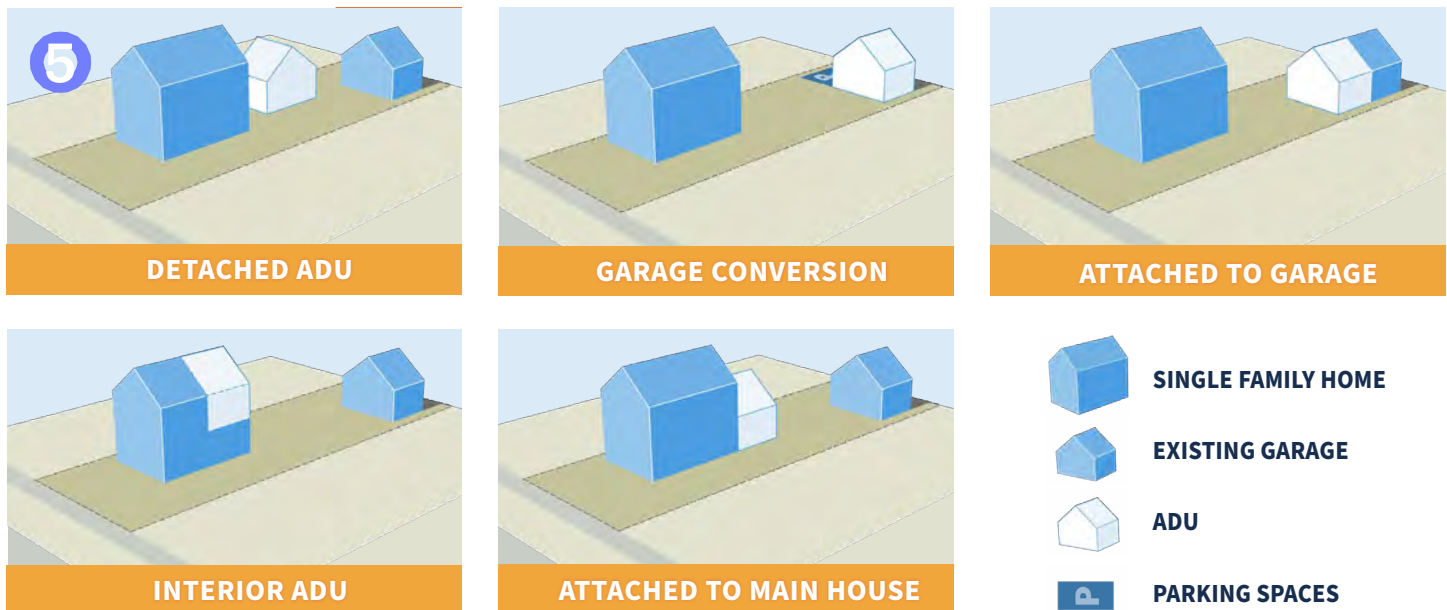 5
DETACHED ADU
P
GARAGE CONVERSION
ATTACHED TO GARAGE
INTERIOR ADU
ATTACHED TO MAIN HOUSE
SINGLE FAMILY HOME
EXISTING GARAGE
ADU
P
PARKING SPACES